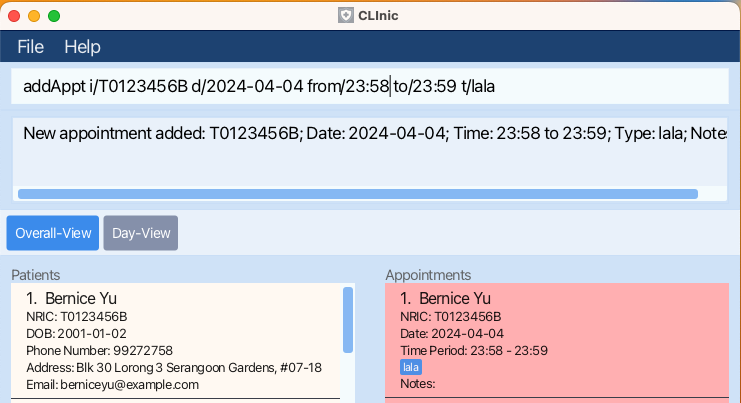 CLInic
File Help
addAppt i/T0123456B d/2024-04-04 from/23:58 to/23:59 t/lala
New appointment added: T0123456B; Date: 2024-04-04; Time: 23:58 to 23:59; Type: lala; Note
Overall-View Day-View
Patients
1. Bernice Yu
NRIC: T0123456B
DOB: 2001-01-02
Phone Number: 99272758
Address: Blk 30 Lorong 3 Serangoon Gardens, #07-18
Email: berniceyu@example.com
Appointments
1. Bernice Yu
NRIC: T0123456B
Date: 2024-04-04
Time Period: 23:58 - 23:59
lala
Notes: